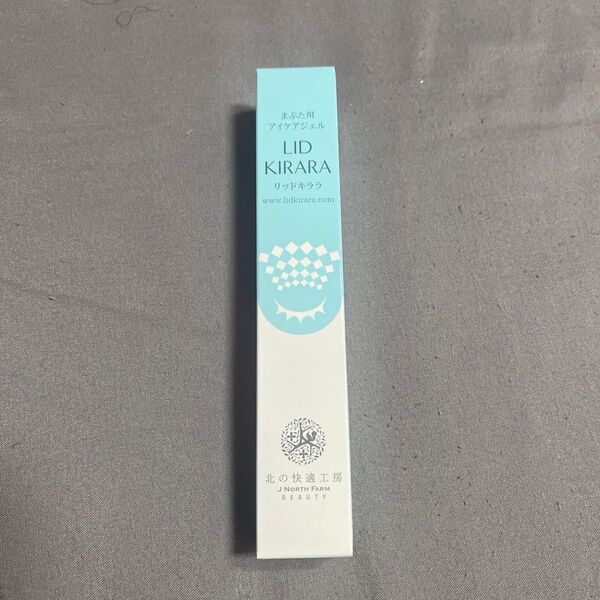 まぶた用
アイケアジェル
LID
KIRARA
リッドキララ
www.lidkirara.com
北の快適工房
J NORTH FARM
BEAUTY